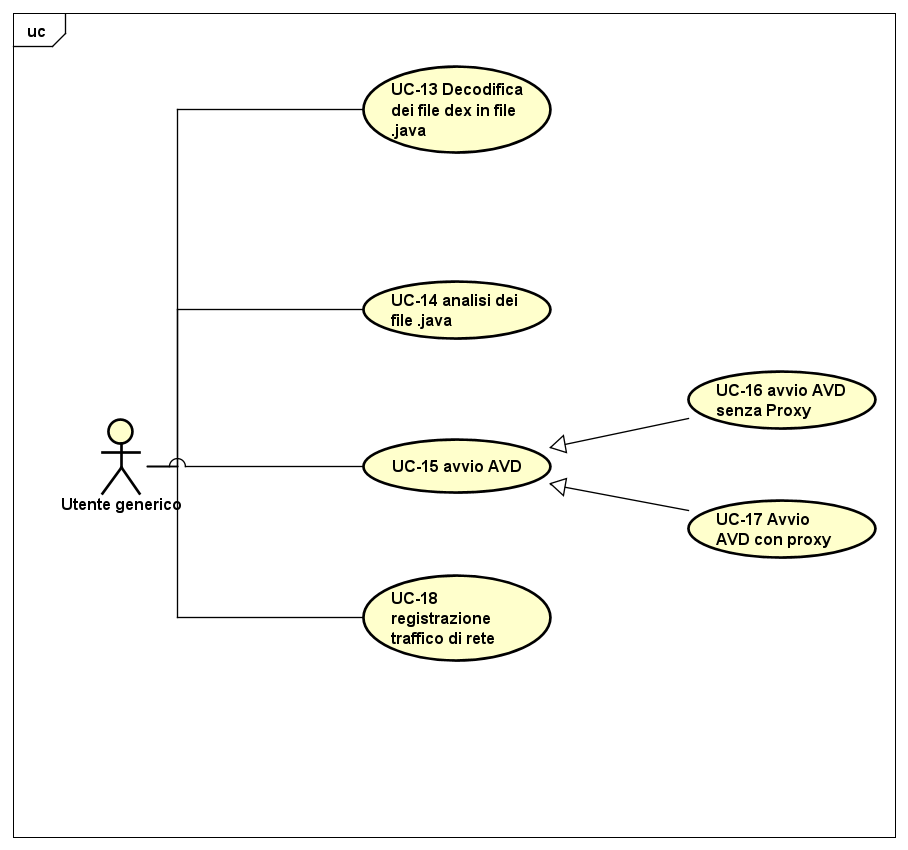 uc
UC-13 Decodifica
dei file dex in file
.java
UC-14 analisi dei
file .java
UC-16 avvio AVD
senza Proxy
UC-15 avvio AVD
Utente generico
UC-17 Avvio
AVD con proxy
UC-18
registrazione
traffico di rete